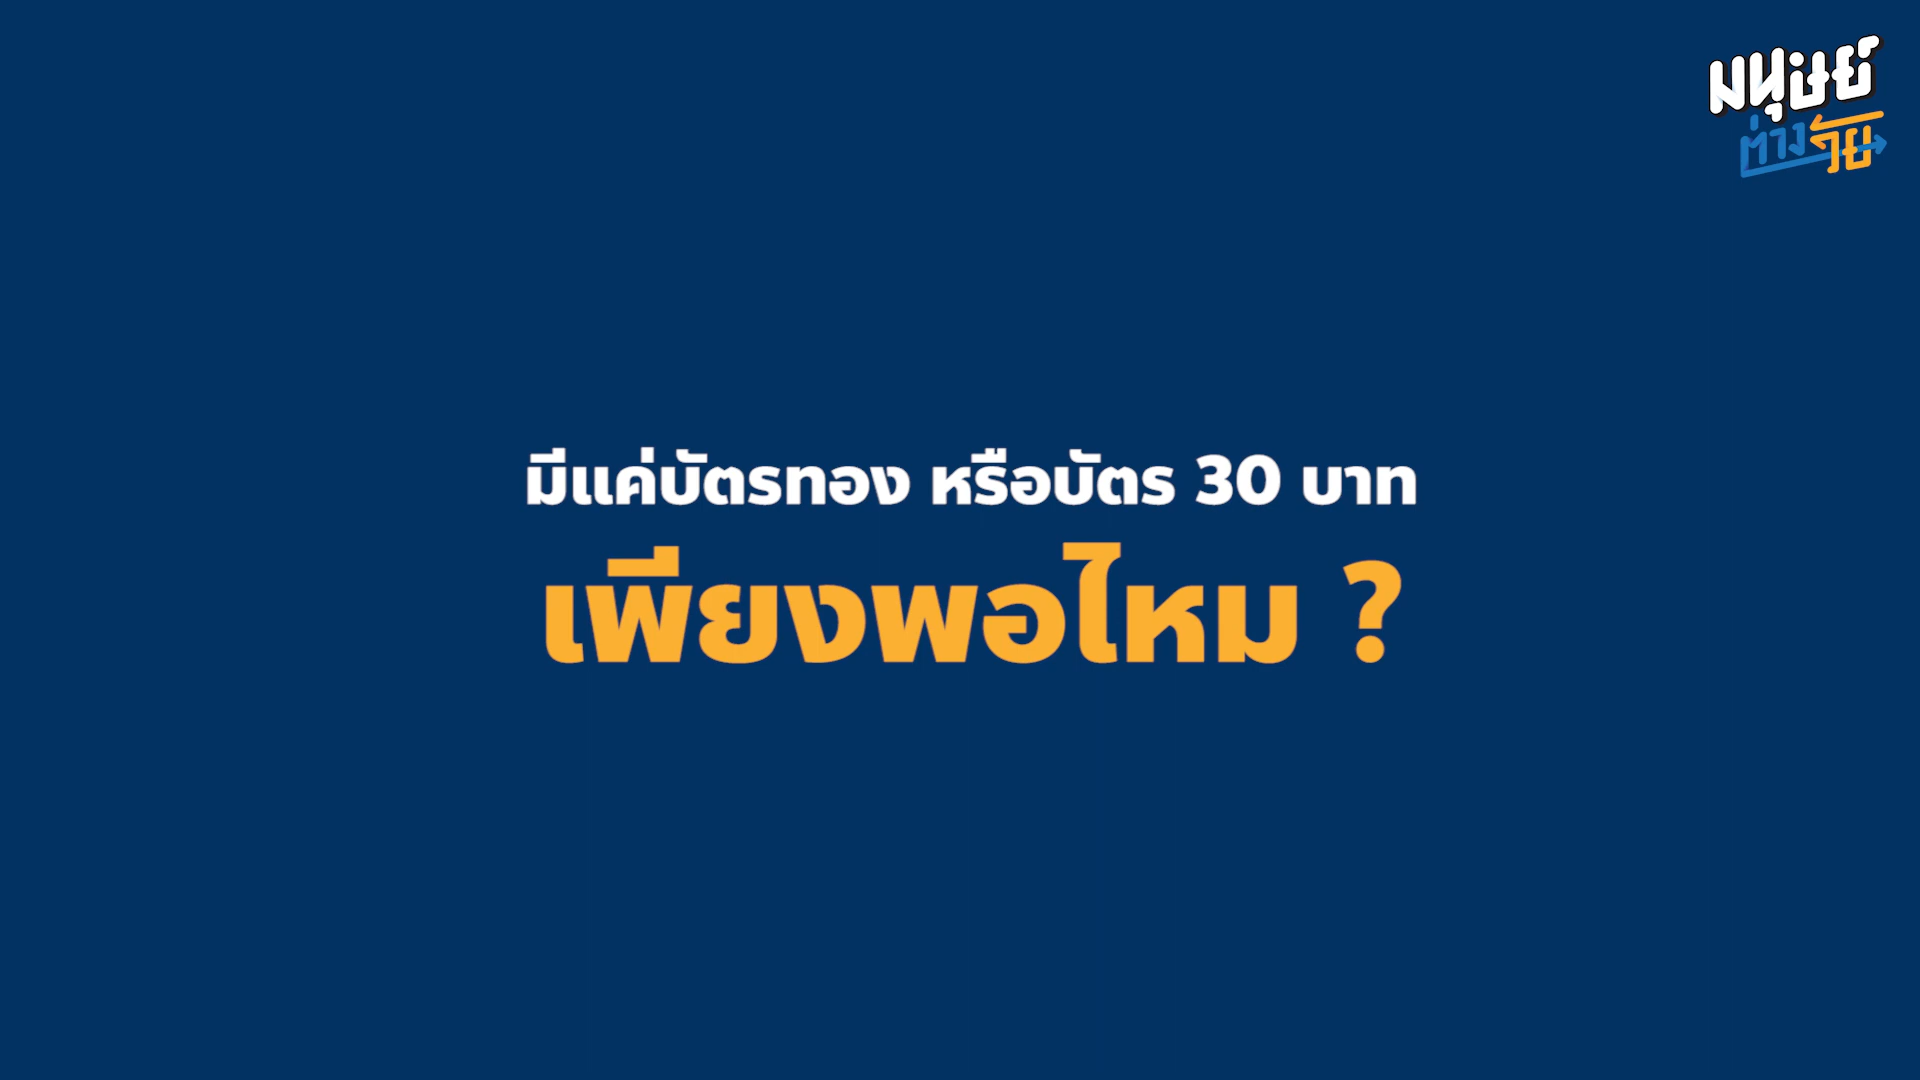 มนุษย์
ต่างวัย
มีแค่บัตรทอง หรือบัตร 30 บาท
เพียงพอไหม ?